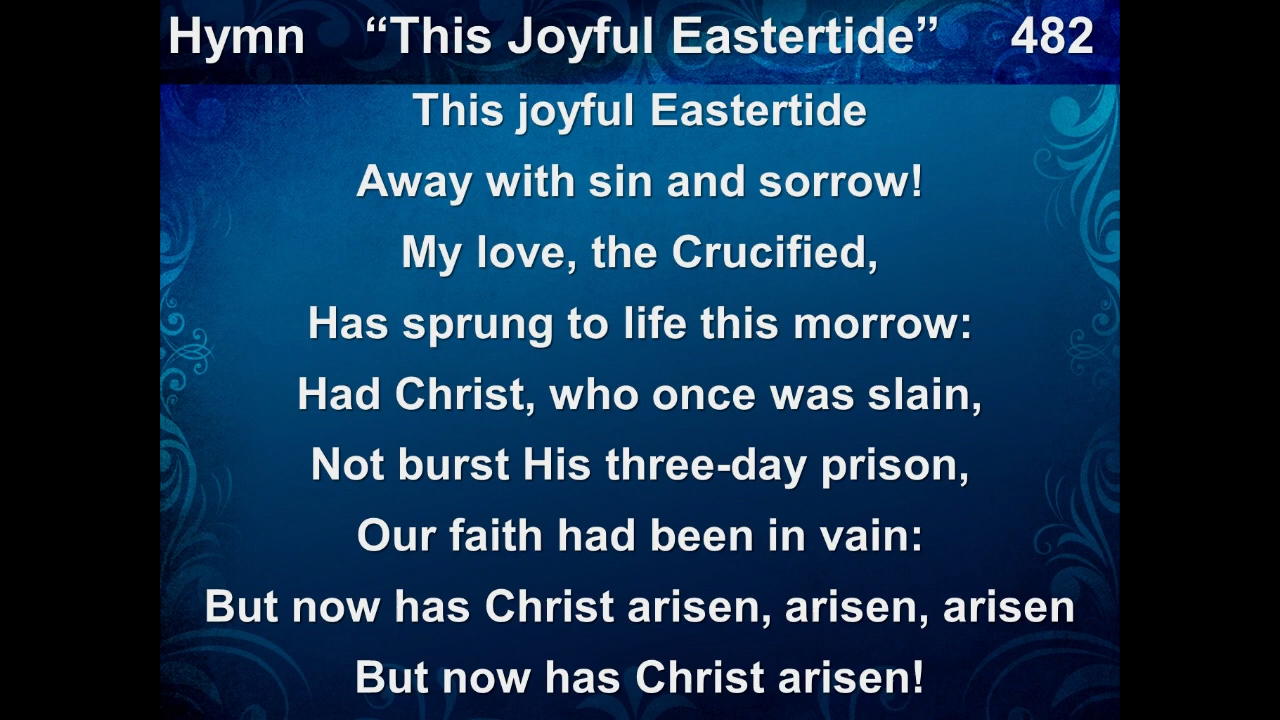 Hymn “This Joyful Eastertide” 482
This joyful Eastertide
Away with sin and sorrow!
My love, the Crucified,
Has sprung to life this morrow:
Had Christ, who once was slain,
Not burst His three-day prison,
Our faith had been in vain:
But now has Christ arisen, arisen, arisen
But now has Christ arisen!